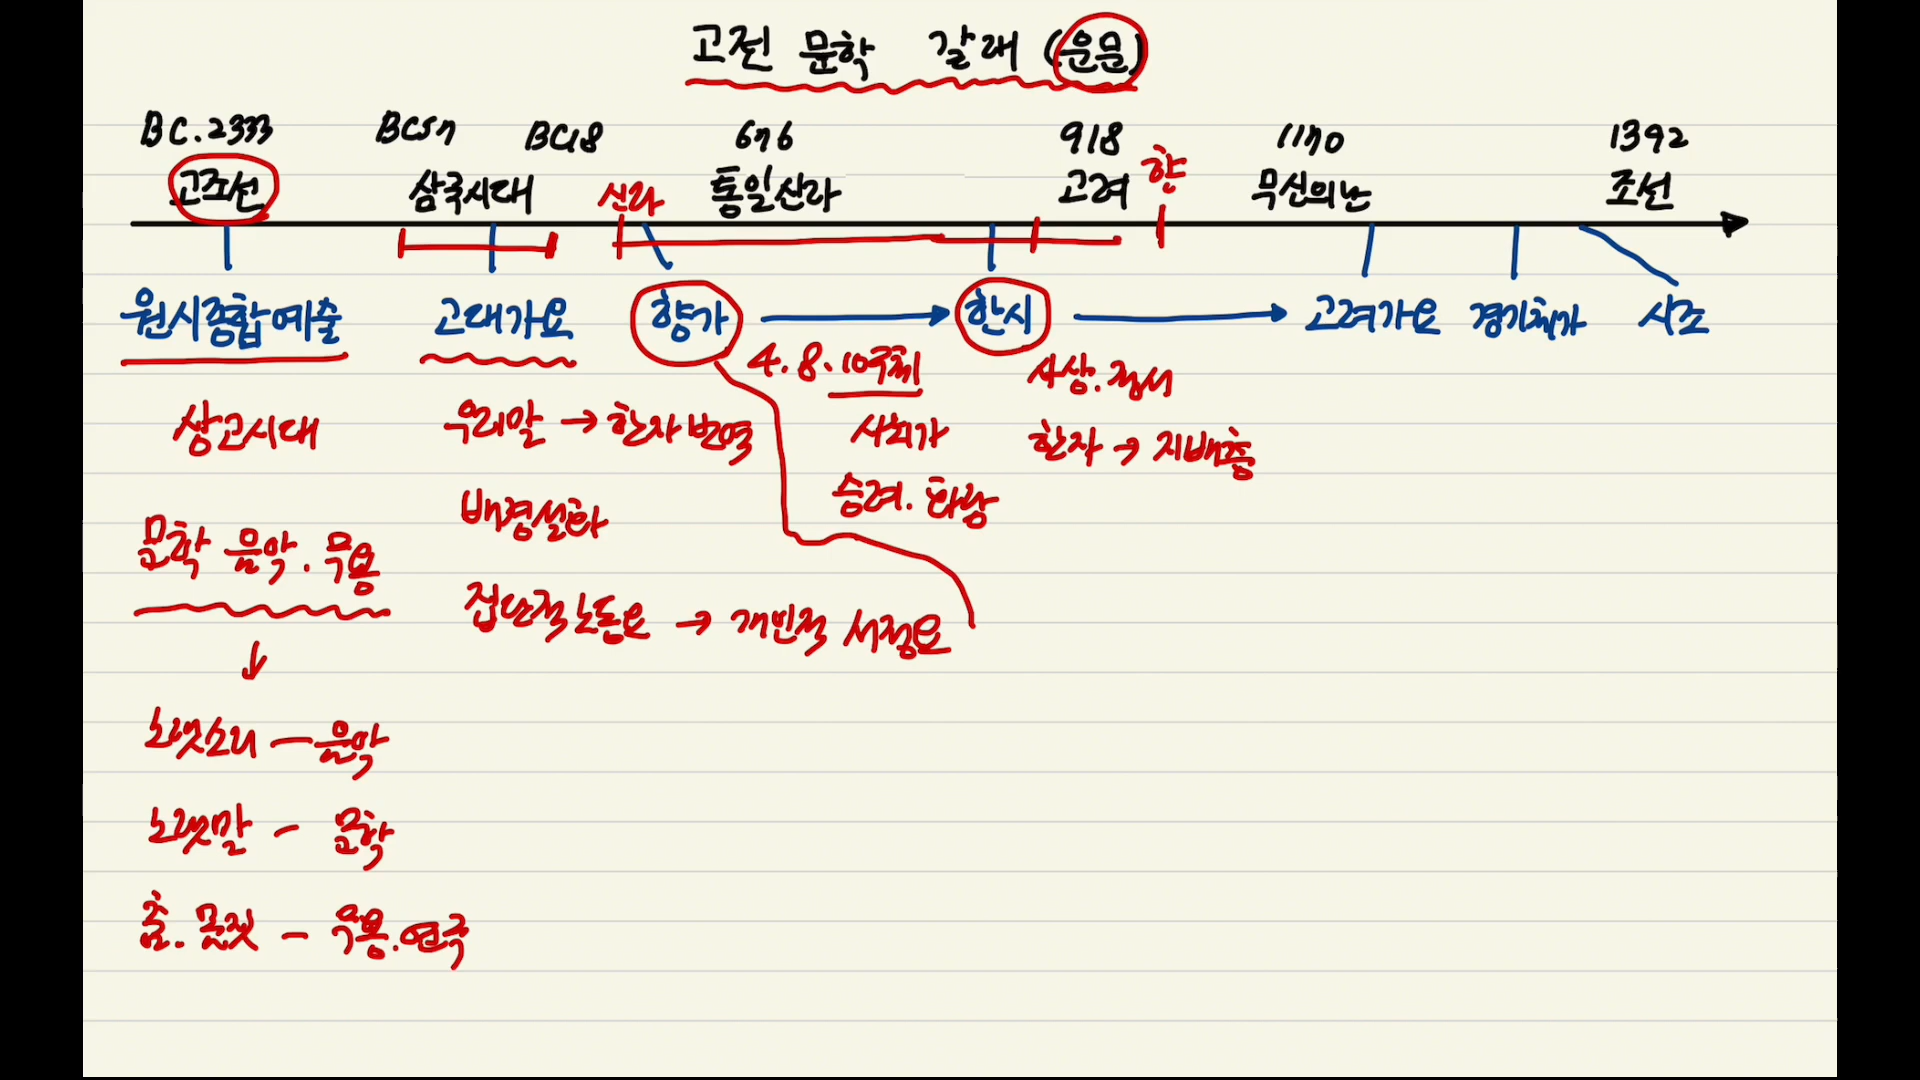 고전 문학 갈래 (운문)
BC.2333 BC57 BC18 676 918 1170 1392
고조선 삼국시대 신라 통일신라 고려 향 무신의난 조선
원시종합예술 고대가요 향가 한시 고려가요 경기체가 시조
4.8.10구체 사상.정서
상고시대 우리말 → 한자번역 사뇌가 한자 → 지배층
배경설화 승려.화랑
문학 음악.무용
집단적 노동요 → 개인적 서정요
노랫소리 — 음악
노랫말 - 문학
춤.몸짓 - 무용.연극